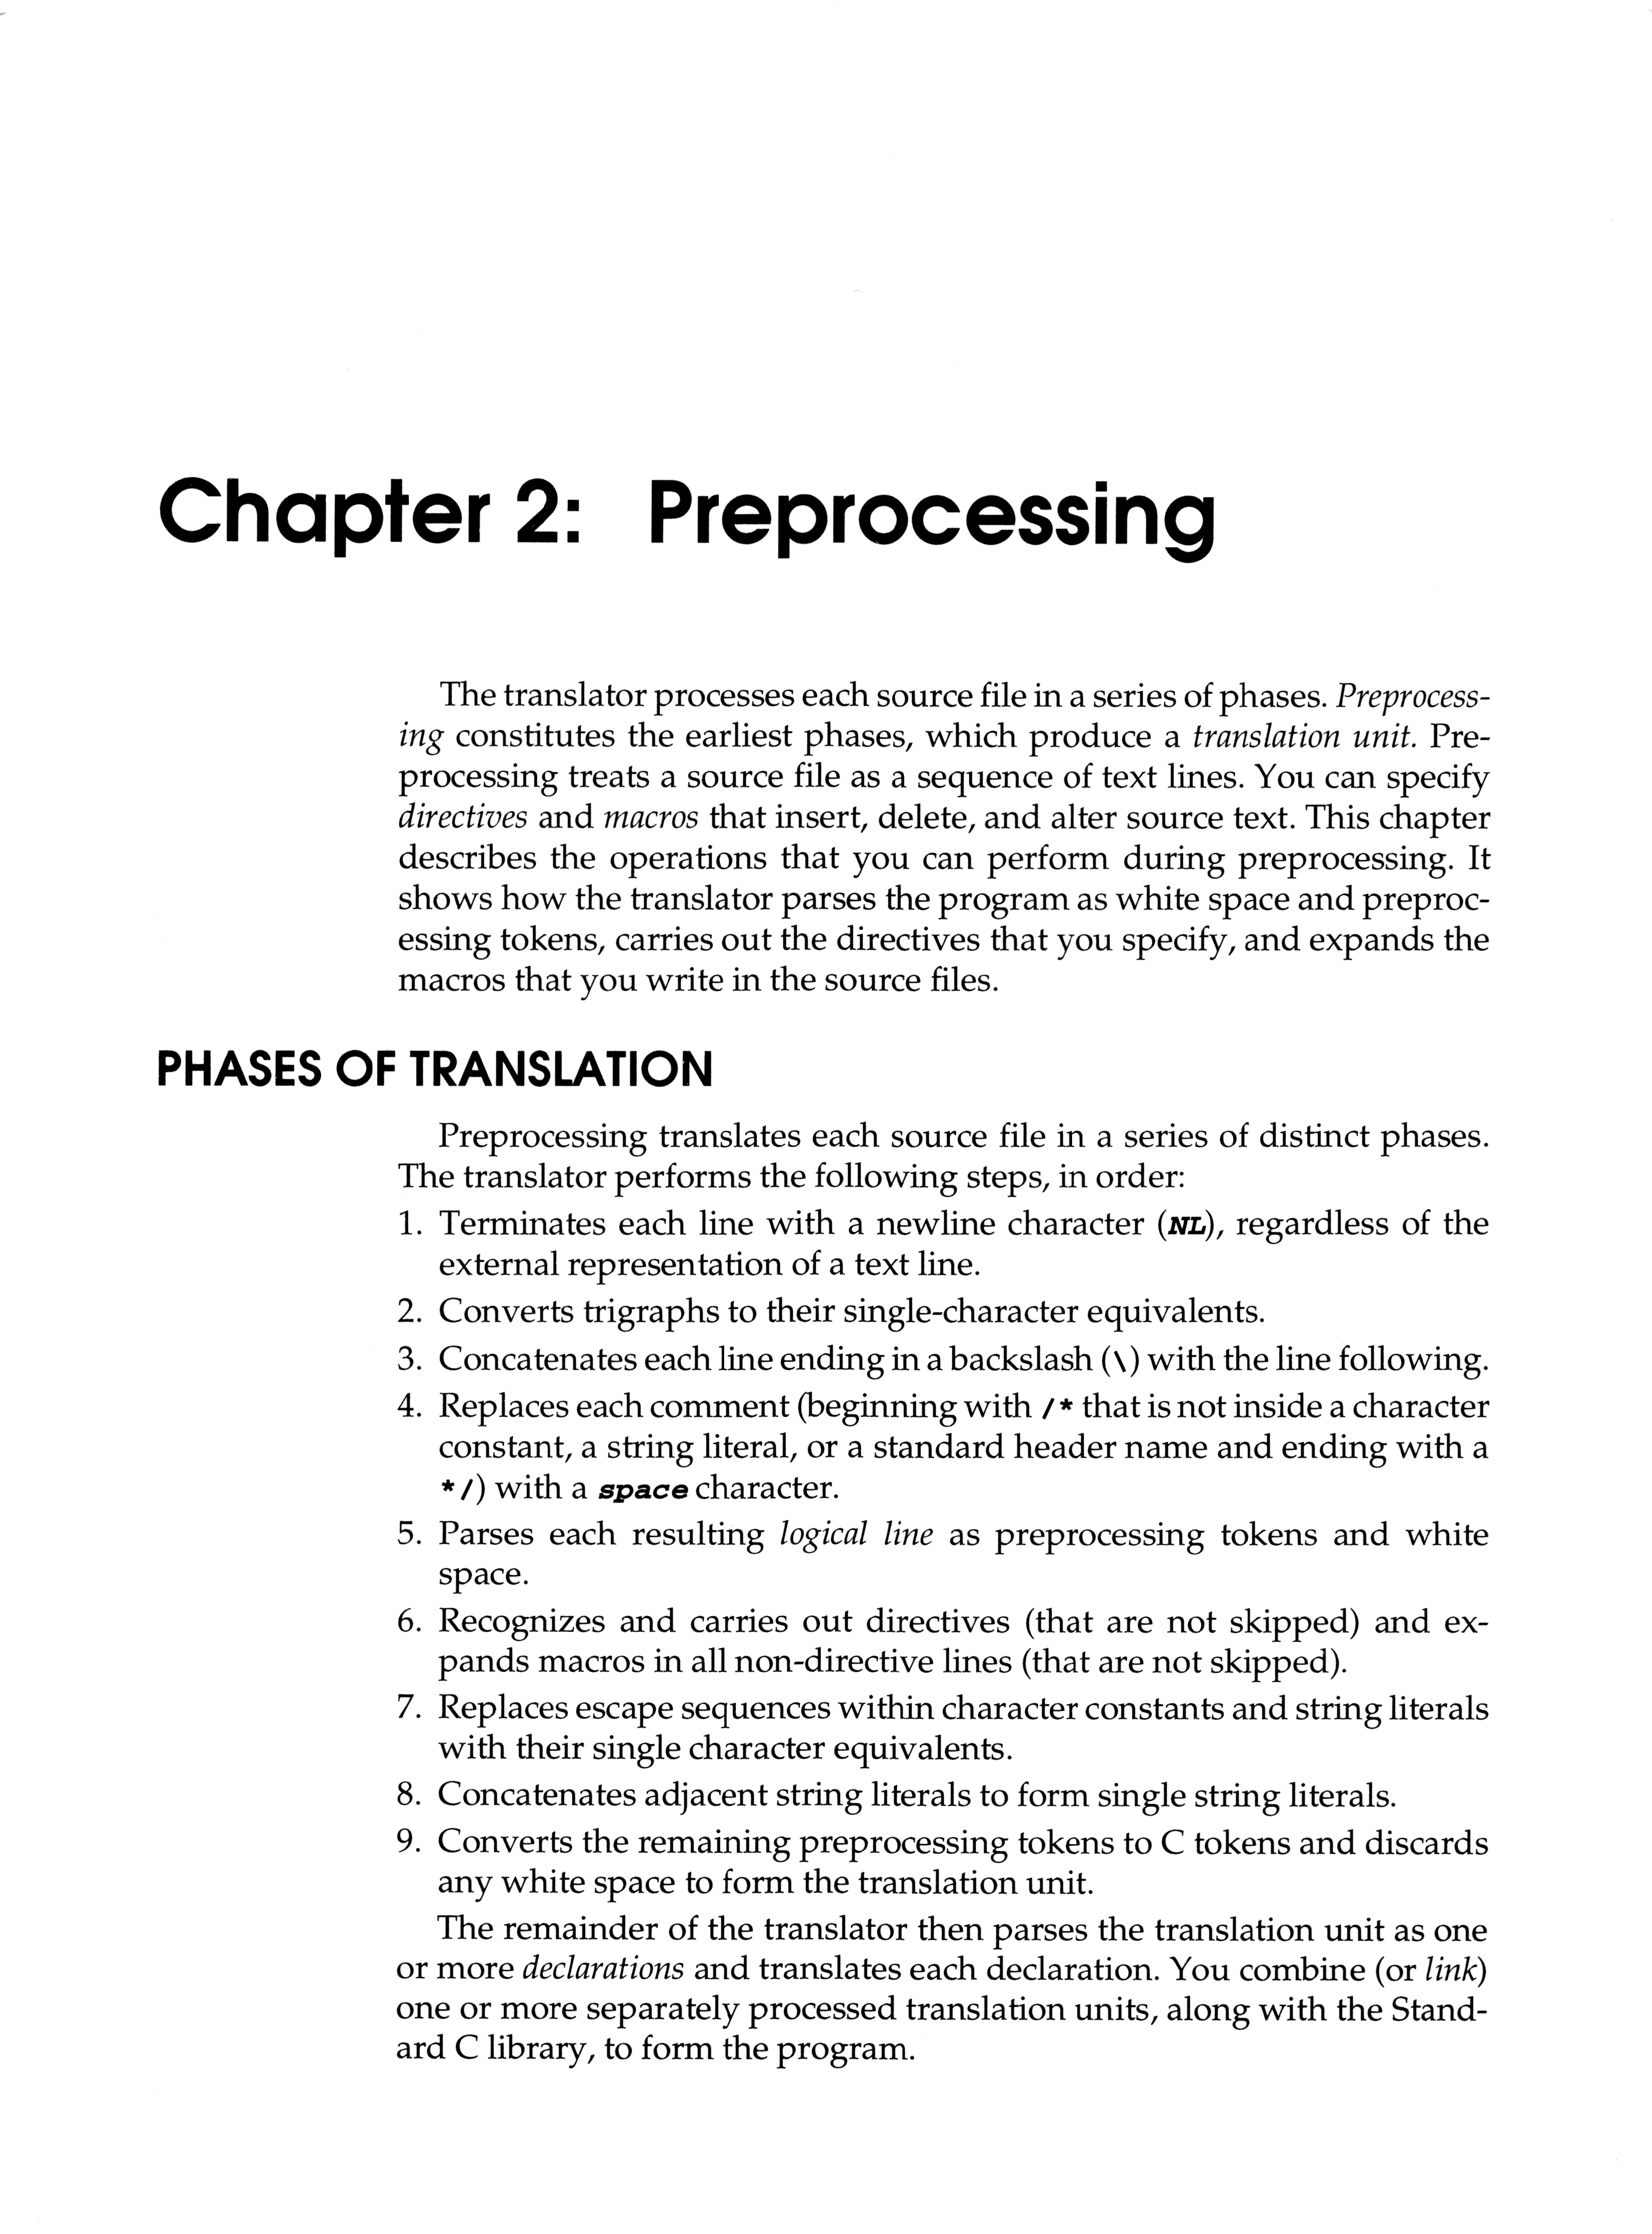 Chapter 2: Preprocessing
The translator processes each source file in a series of phases. Preprocess-
ing constitutes the earliest phases, which produce a translation unit. Pre-
processing treats a source file as a sequence of text lines. You can specify
directives and macros that insert, delete, and alter source text. This chapter
describes the operations that you can perform during preprocessing. It
shows how the translator parses the program as white space and preproc-
essing tokens, carries out the directives that you specify, and expands the
macros that you write in the source files.
PHASES OF TRANSLATION
Preprocessing translates each source file in a series of distinct phases.
The translator performs the following steps, in order:
1. Terminates each line with a newline character (NL), regardless of the
external representation of a text line.
2. Converts trigraphs to their single-character equivalents.
3. Concatenates each line ending in a backslash (\) with the line following.
4. Replaces each comment (beginning with /* that is not inside a character
constant, a string literal, or a standard header name and ending with a
*/) with a space character.
5. Parses each resulting logical line as preprocessing tokens and white
space.
6. Recognizes and carries out directives (that are not skipped) and ex-
pands macros in all non-directive lines (that are not skipped).
7. Replaces escape sequences within character constants and string literals
with their single character equivalents.
8. Concatenates adjacent string literals to form single string literals.
9. Converts the remaining preprocessing tokens to C tokens and discards
any white space to form the translation unit.
The remainder of the translator then parses the translation unit as one
or more declarations and translates each declaration. You combine (or link)
one or more separately processed translation units, along with the Stand-
ard C library, to form the program.